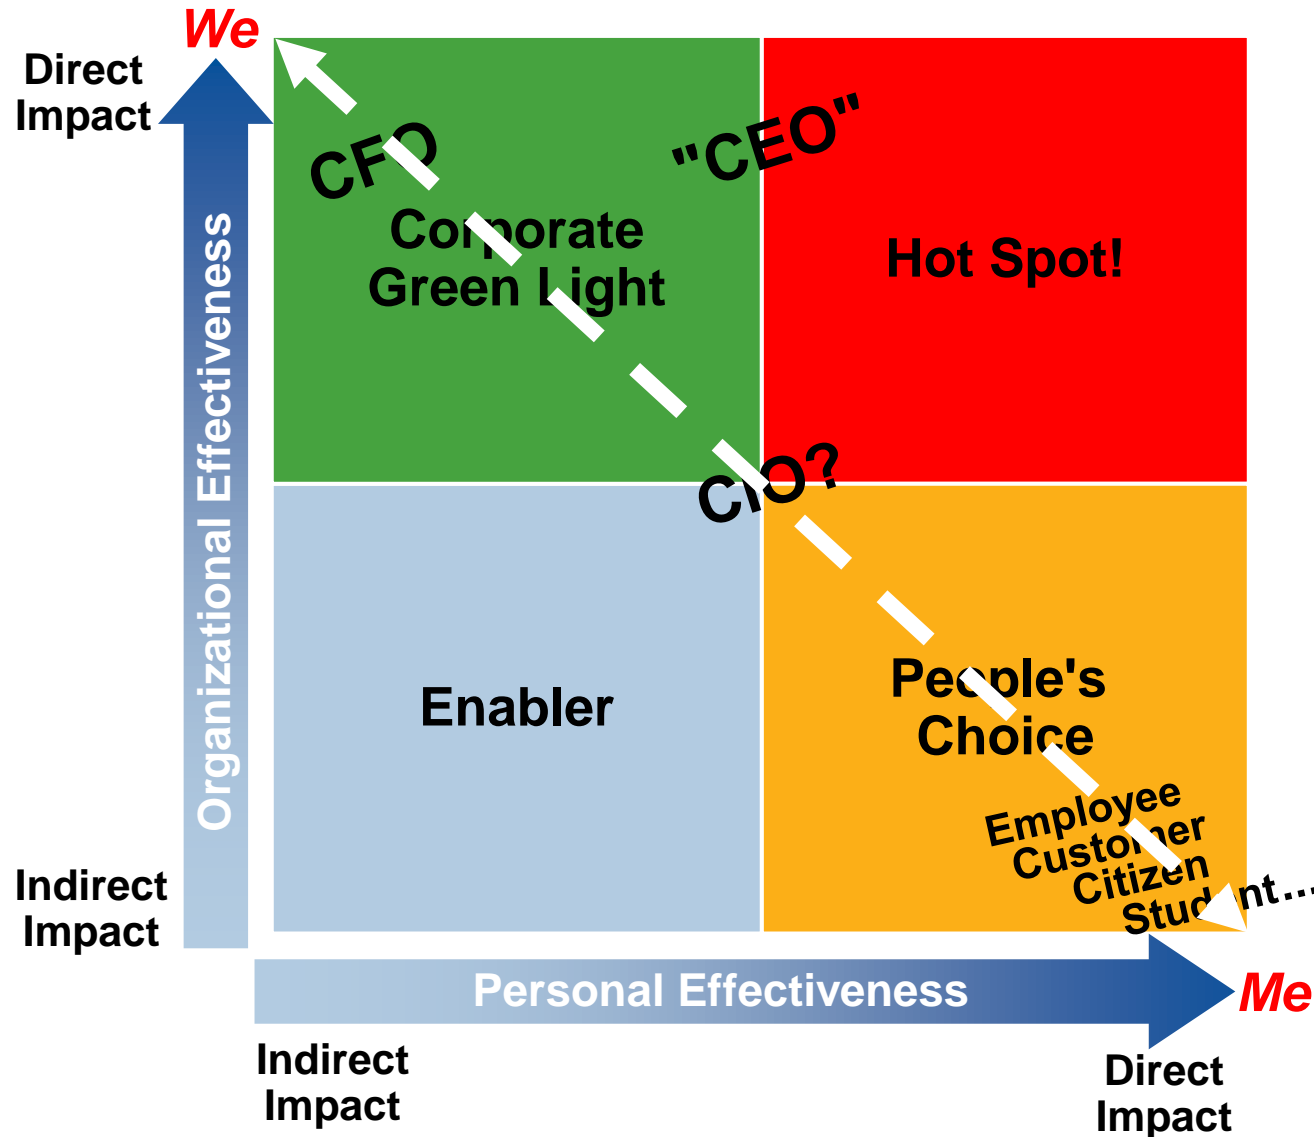 We
Direct
Impact
CFO
"CEO"
Corporate
Green Light
Hot Spot!
Organizational Effectiveness
CIO?
Enabler
People's
Choice
Employee
Customer
Citizen
Student...
Indirect
Impact
Personal Effectiveness
Me
Indirect
Impact
Direct
Impact